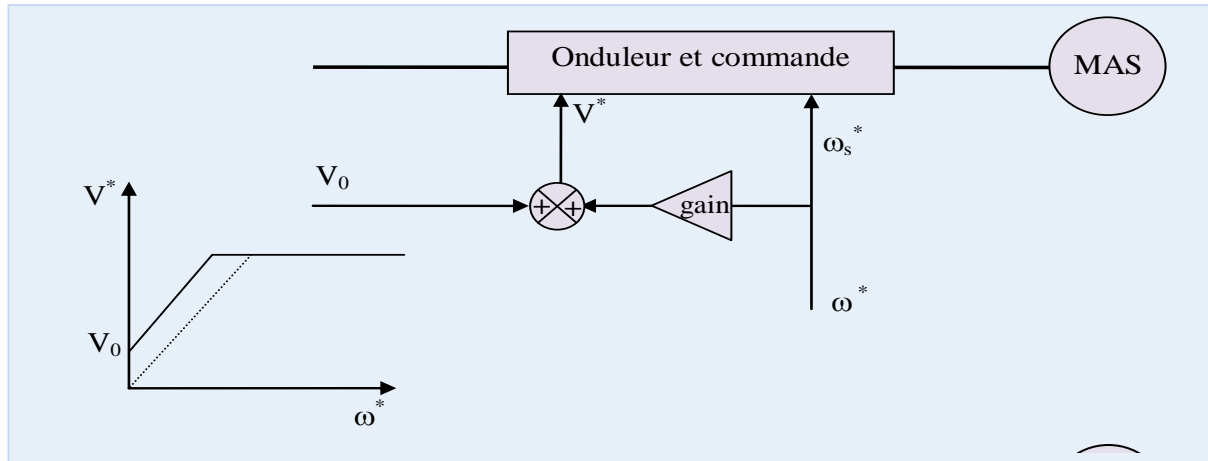 Onduleur et commande
MAS
V*
ωs*
V0
V*
+ +
gain
ω*
V0
ω*